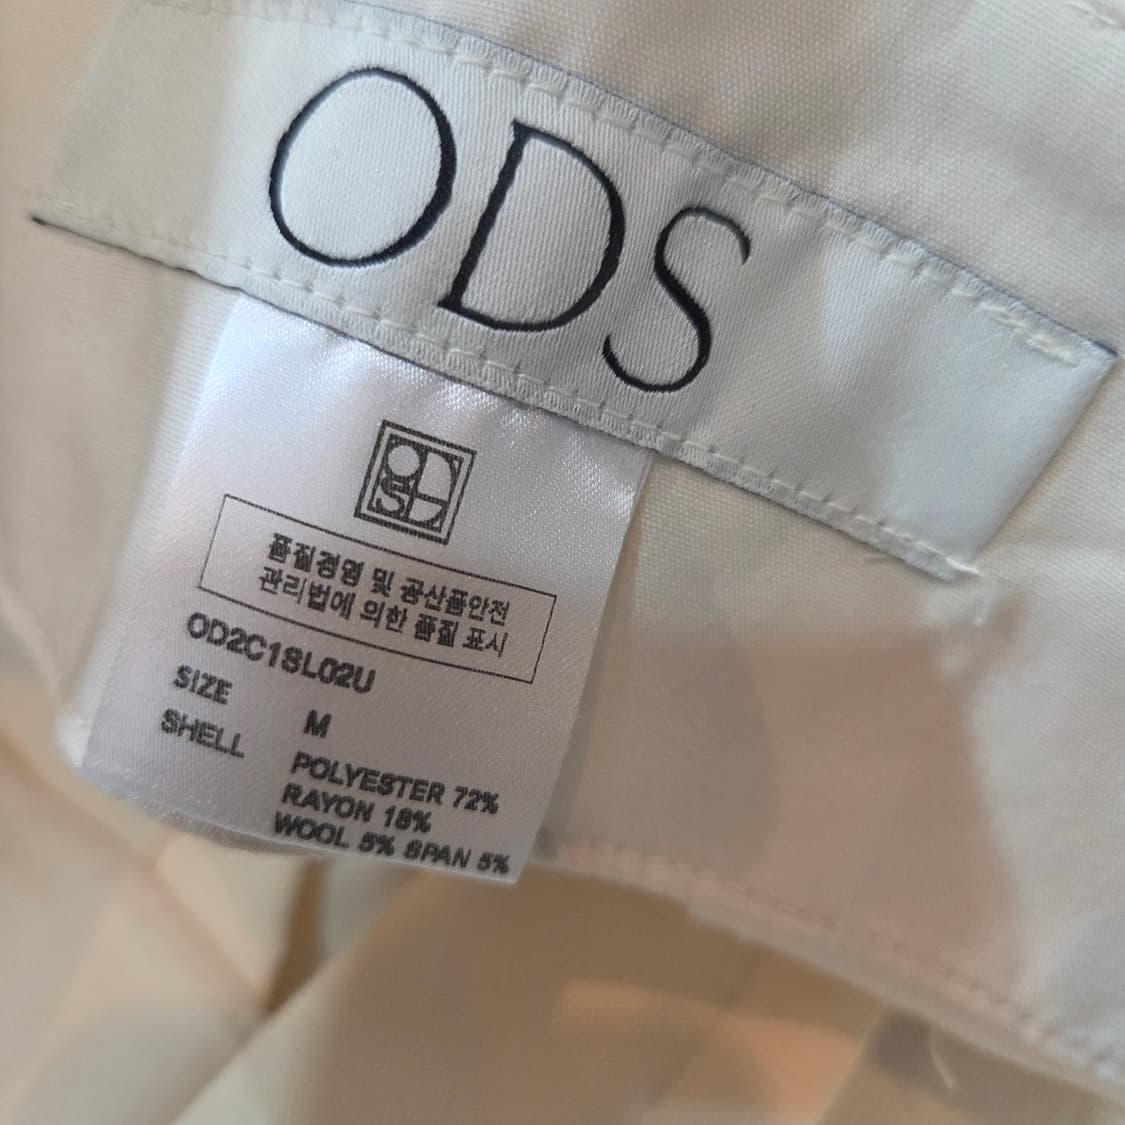 ODS
품질경영 및 공산품안전
관리법에 의한 품질 표시
OD2C1SL02U
SIZE M
SHELL POLYESTER 72%
RAYON 18%
WOOL 5% SPAN 5%